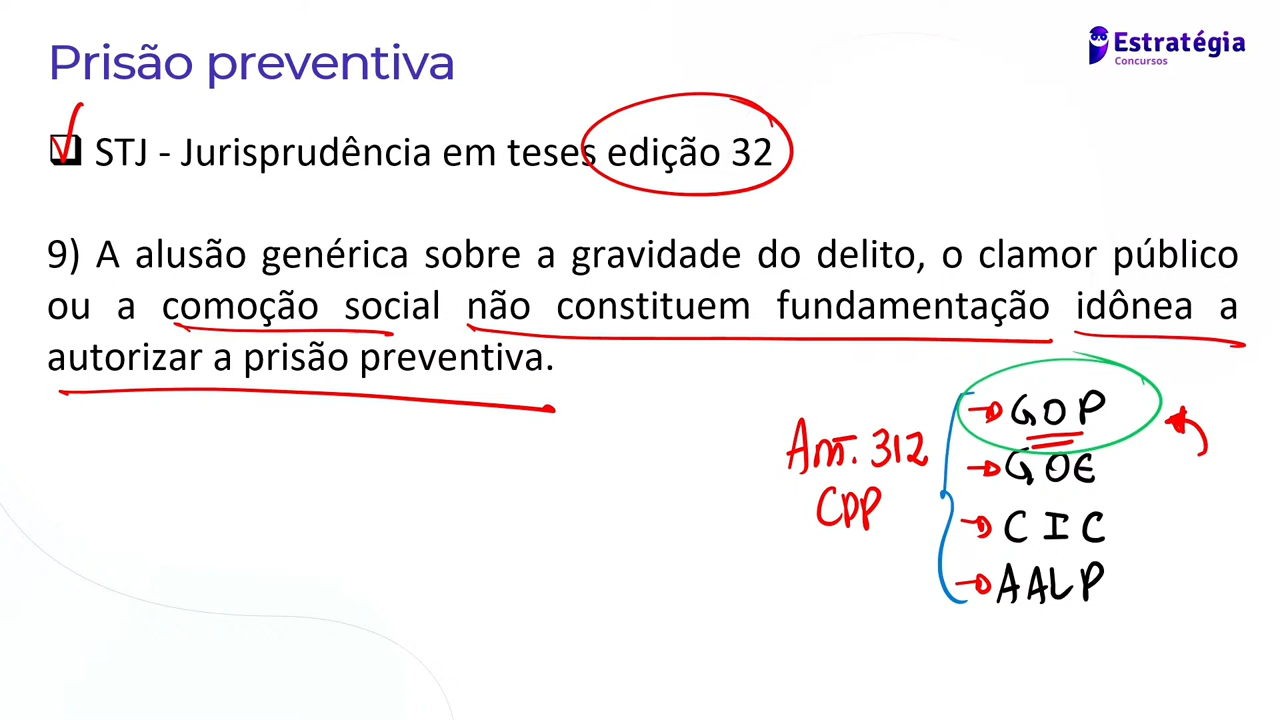 Prisão preventiva
Estratégia
Concursos
STJ - Jurisprudência em teses edição 32
9) A alusão genérica sobre a gravidade do delito, o clamor público
ou a comoção social não constituem fundamentação idônea a
autorizar a prisão preventiva.
GOP
Art. 312
GOE
CPP
CIC
AALP